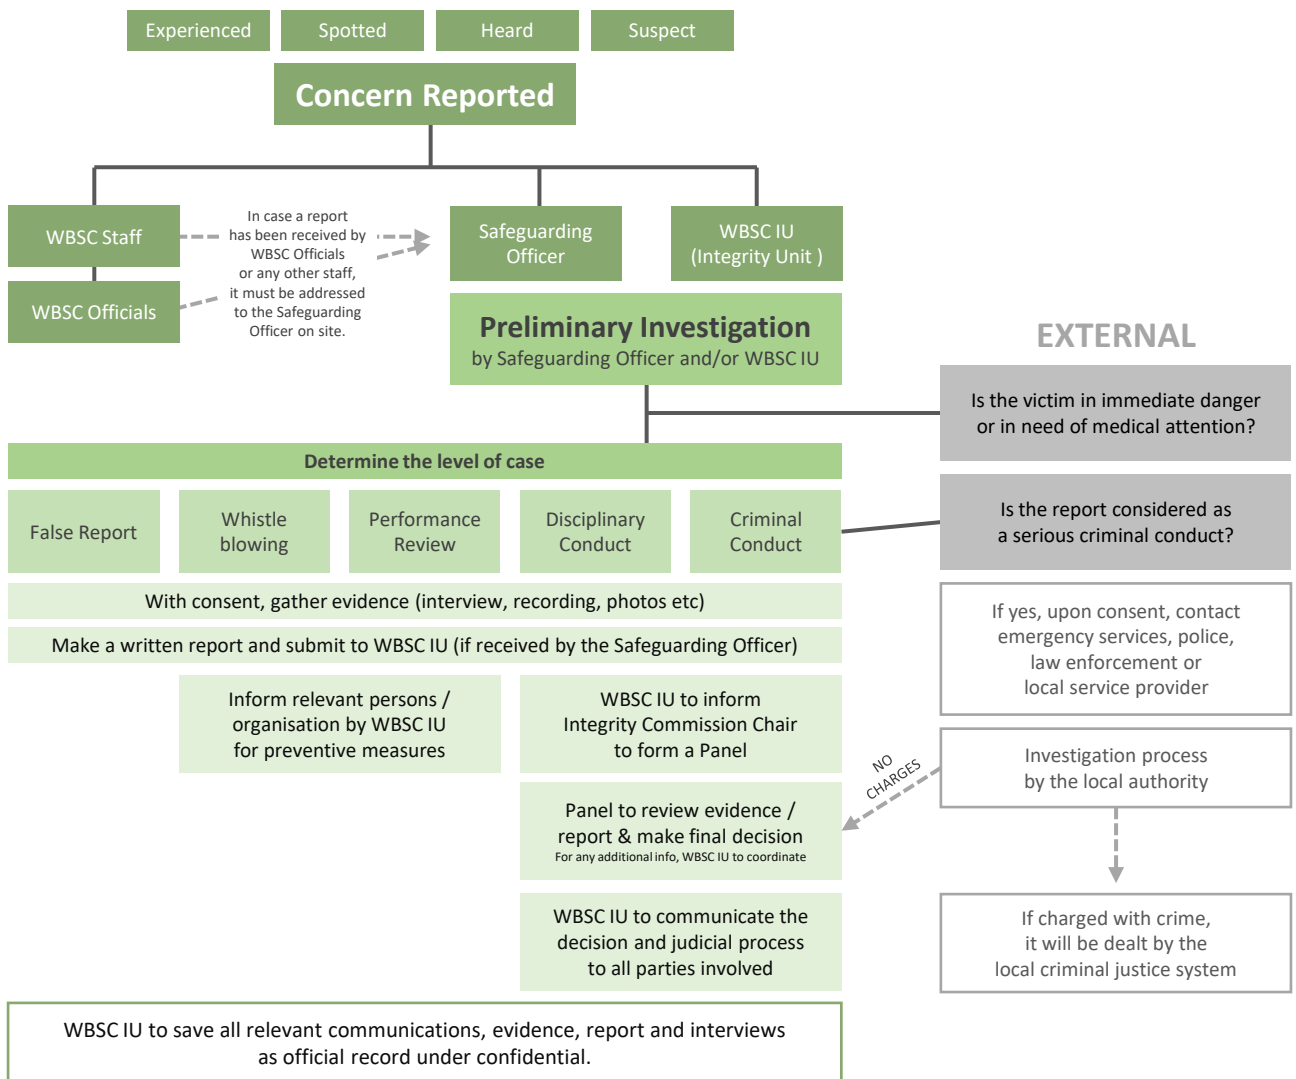 Experienced
Spotted
Heard
Suspect
Concern Reported
WBSC Staff
WBSC Officials
In case a report
has been received by
WBSC Officials
or any other staff,
it must be addressed
to the Safeguarding
Officer on site.
Safeguarding
Officer
WBSC IU
(Integrity Unit )
Preliminary Investigation
by Safeguarding Officer and/or WBSC IU
EXTERNAL
Is the victim in immediate danger
or in need of medical attention?
Determine the level of case
False Report
Whistle
blowing
Performance
Review
Disciplinary
Conduct
Criminal
Conduct
Is the report considered as
a serious criminal conduct?
With consent, gather evidence (interview, recording, photos etc)
Make a written report and submit to WBSC IU (if received by the Safeguarding Officer)
If yes, upon consent, contact
emergency services, police,
law enforcement or
local service provider
Inform relevant persons /
organisation by WBSC IU
for preventive measures
WBSC IU to inform
Integrity Commission Chair
to form a Panel
NO
CHARGES
Investigation process
by the local authority
Panel to review evidence /
report & make final decision
For any additional info, WBSC IU to coordinate
WBSC IU to communicate the
decision and judicial process
to all parties involved
If charged with crime,
it will be dealt by the
local criminal justice system
WBSC IU to save all relevant communications, evidence, report and interviews
as official record under confidential.